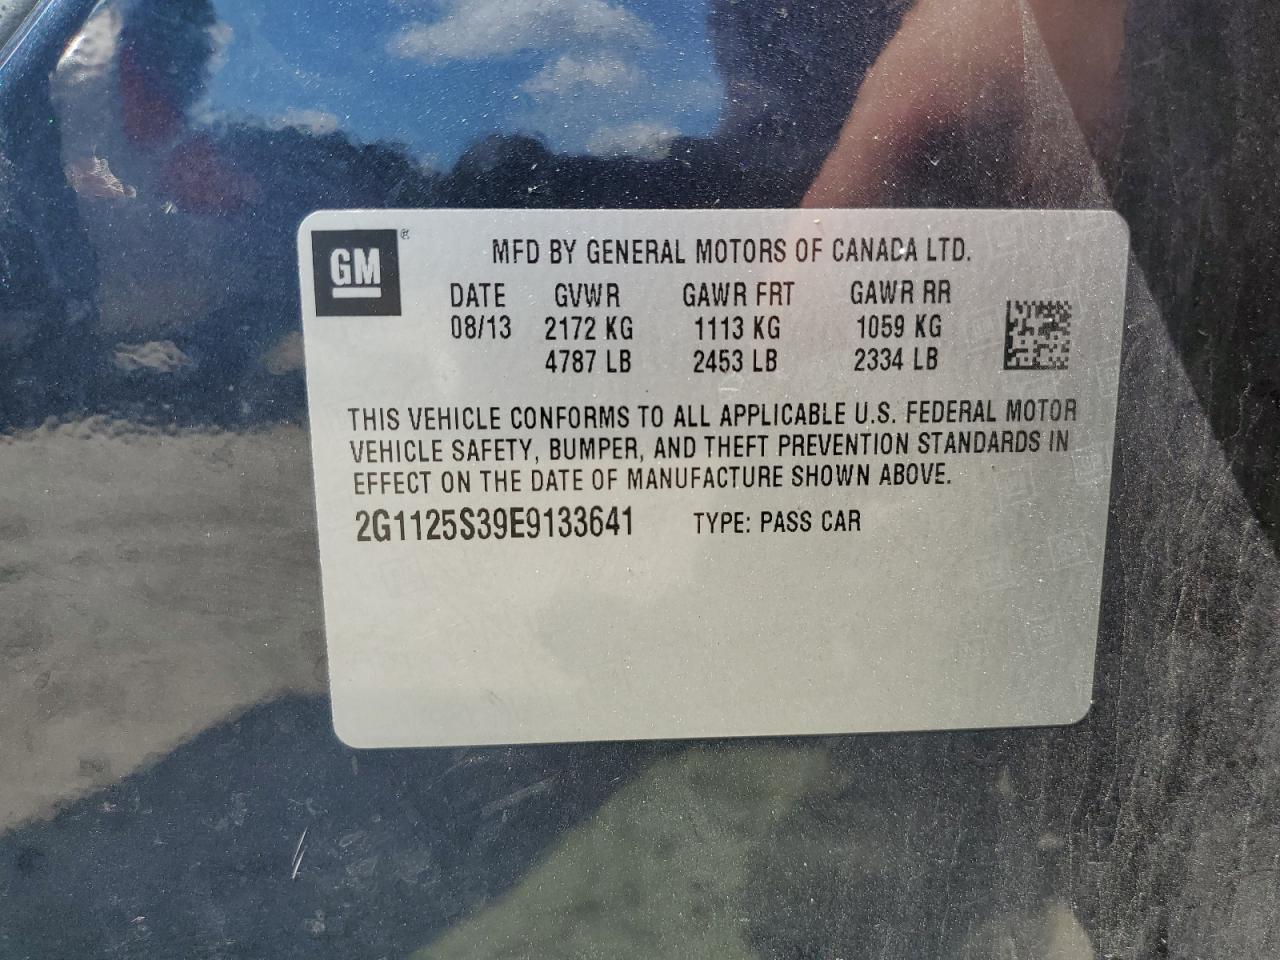 GM ®
MFD BY GENERAL MOTORS OF CANADA LTD.
DATE GVWR GAWR FRT GAWR RR
08/13 2172 KG 1113 KG 1059 KG
4787 LB 2453 LB 2334 LB
THIS VEHICLE CONFORMS TO ALL APPLICABLE U.S. FEDERAL MOTOR
VEHICLE SAFETY, BUMPER, AND THEFT PREVENTION STANDARDS IN
EFFECT ON THE DATE OF MANUFACTURE SHOWN ABOVE.
2G1125S39E9133641 TYPE: PASS CAR